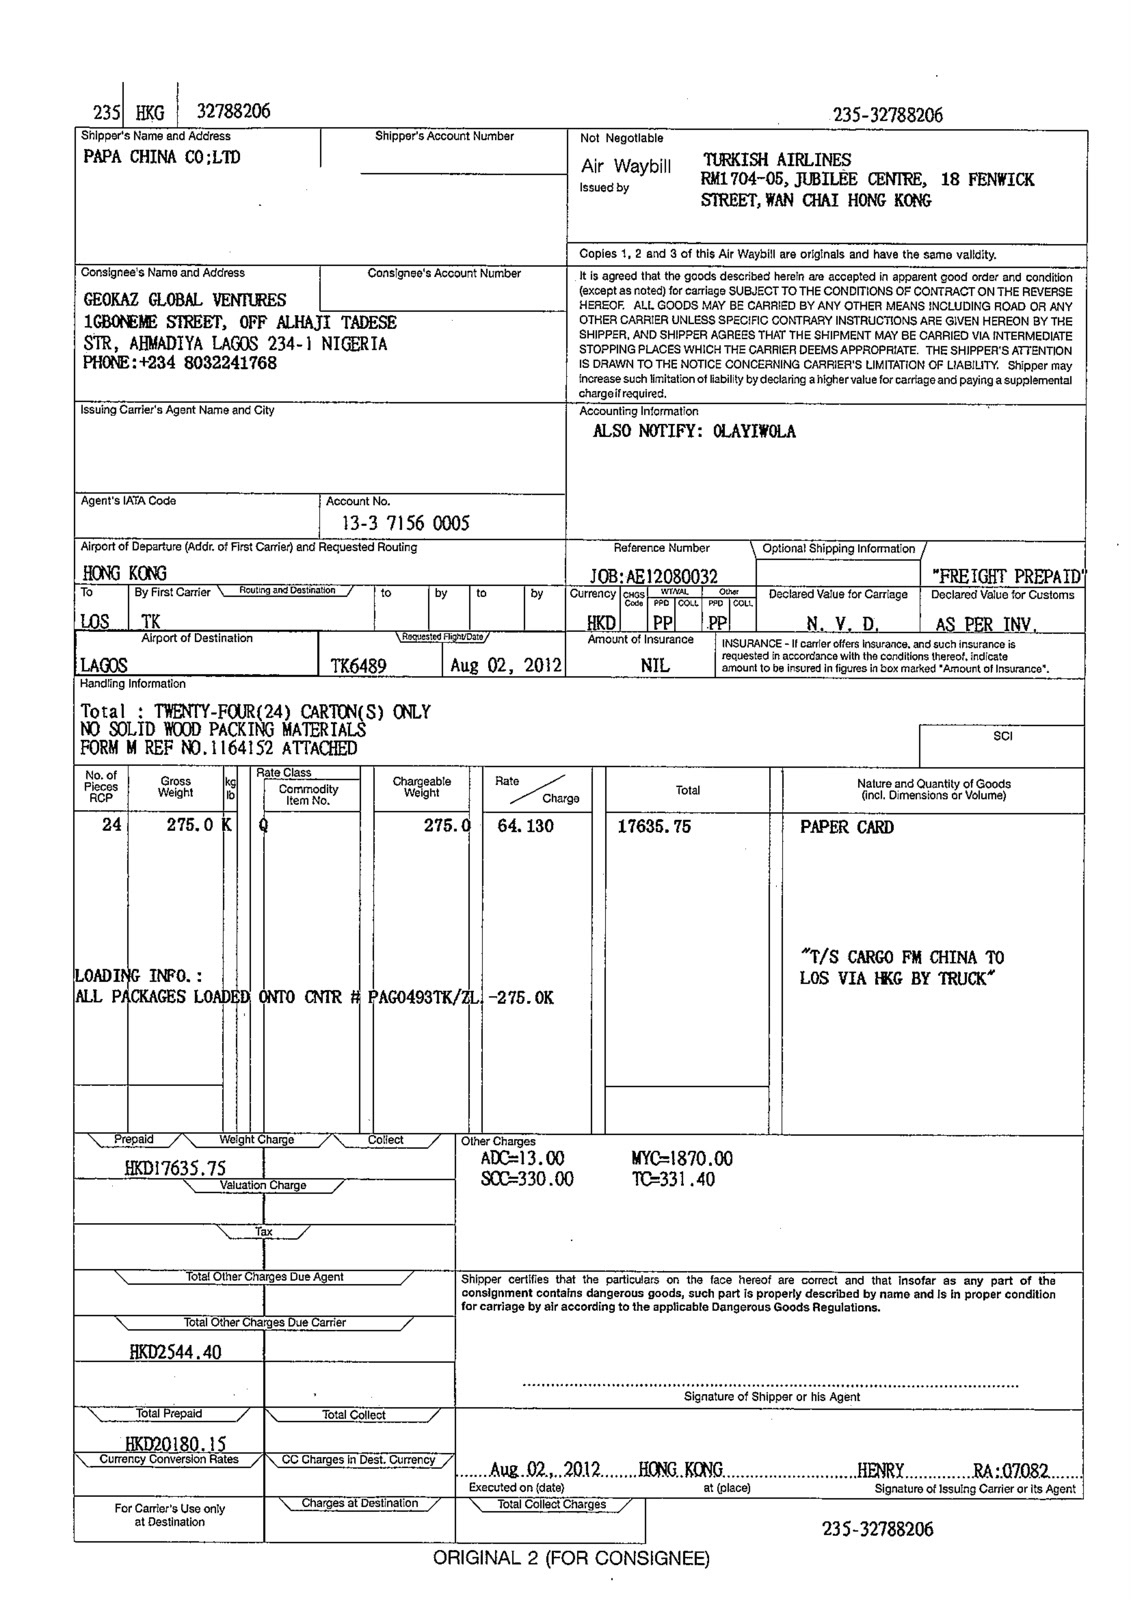 235 HKG 32788206
235-32788206
Shipper's Name and Address
Shipper's Account Number
PAPA CHINA CO;LTD
Not Negotiable
Air Waybill
Issued by
TURKISH AIRLINES
RM1704-05, JUBILEE CENTRE, 18 FENWICK
STREET, WAN CHAI HONG KONG
Copies 1, 2 and 3 of this Air Waybill are originals and have the same validity.
Consignee's Name and Address
Consignee's Account Number
GEOKAZ GLOBAL VENTURES
1GBONEME STREET, OFF ALHAJI TADESE
STR, AHMADIYA LAGOS 234-1 NIGERIA
PHONE:+234 8032241768
It is agreed that the goods described herein are accepted in apparent good order and condition
(except as noted) for carriage SUBJECT TO THE CONDITIONS OF CONTRACT ON THE REVERSE
HEREOF. ALL GOODS MAY BE CARRIED BY ANY OTHER MEANS INCLUDING ROAD OR ANY
OTHER CARRIER UNLESS SPECIFIC CONTRARY INSTRUCTIONS ARE GIVEN HEREON BY THE
SHIPPER, AND SHIPPER AGREES THAT THE SHIPMENT MAY BE CARRIED VIA INTERMEDIATE
STOPPING PLACES WHICH THE CARRIER DEEMS APPROPRIATE. THE SHIPPER'S ATTENTION
IS DRAWN TO THE NOTICE CONCERNING CARRIER'S LIMITATION OF LIABILITY. Shipper may
increase such limitation of liability by declaring a higher value for carriage and paying a supplemental
charge if required.
Issuing Carrier's Agent Name and City
Accounting Information
ALSO NOTIFY: OLAYIWOLA
Agent's IATA Code
Account No.
13-3 7156 0005
Airport of Departure (Addr. of First Carrier) and Requested Routing
HONG KONG
Reference Number
Optional Shipping Information
JOB:AE12080032
"FREIGHT PREPAID"
To
By First Carrier
Routing and Destination
to
by
to
by
Currency
CHGS Code
WT/VAL
Other
PPD COLL PPD COLL
Declared Value for Carriage
Declared Value for Customs
LOS
TK
HKD
PP
PP
N. V. D.
AS PER INV.
Airport of Destination
Requested Flight/Date
Amount of Insurance
LAGOS
TK6489
Aug 02, 2012
NIL
INSURANCE - If carrier offers insurance, and such insurance is
requested in accordance with the conditions thereof, indicate
amount to be insured in figures in box marked "Amount of Insurance".
Handling Information
Total : TWENTY-FOUR(24) CARTON(S) ONLY
NO SOLID WOOD PACKING MATERIALS
FORM M REF NO.1164152 ATTACHED
SCI
No. of Pieces RCP
Gross Weight
kg lb
Rate Class
Commodity Item No.
Chargeable Weight
Rate
Charge
Total
Nature and Quantity of Goods
(incl. Dimensions or Volume)
24 275.0 K Q 275.0 64.130 17635.75 PAPER CARD
"T/S CARGO FM CHINA TO
LOS VIA HKG BY TRUCK"
LOADING INFO.:
ALL PACKAGES LOADED ONTO CNTR # PAG0493TK/ZL -275.0K
Prepaid
Weight Charge
Collect
Other Charges
HKD17635.75
ADC=13.00 MYC=1870.00
SCC=330.00 TC=331.40
Valuation Charge
Tax
Total Other Charges Due Agent
Shipper certifies that the particulars on the face hereof are correct and that insofar as any part of the
consignment contains dangerous goods, such part is properly described by name and is in proper condition
for carriage by air according to the applicable Dangerous Goods Regulations.
Total Other Charges Due Carrier
HKD2544.40
Signature of Shipper or his Agent
Total Prepaid
Total Collect
HKD20180.15
Currency Conversion Rates
CC Charges in Dest. Currency
Aug 02, 2012 HONG KONG HENRY RA:07082
Executed on (date)
at (place)
Signature of Issuing Carrier or its Agent
For Carrier's Use only
at Destination
Charges at Destination
Total Collect Charges
235-32788206
ORIGINAL 2 (FOR CONSIGNEE)